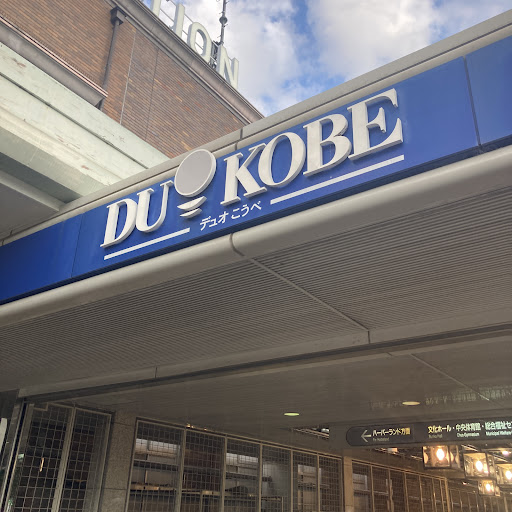 TION
DUO KOBE
デュオ こうべ
← ハーバーランド方面
文化ホール・中央体育館・総合福祉セ